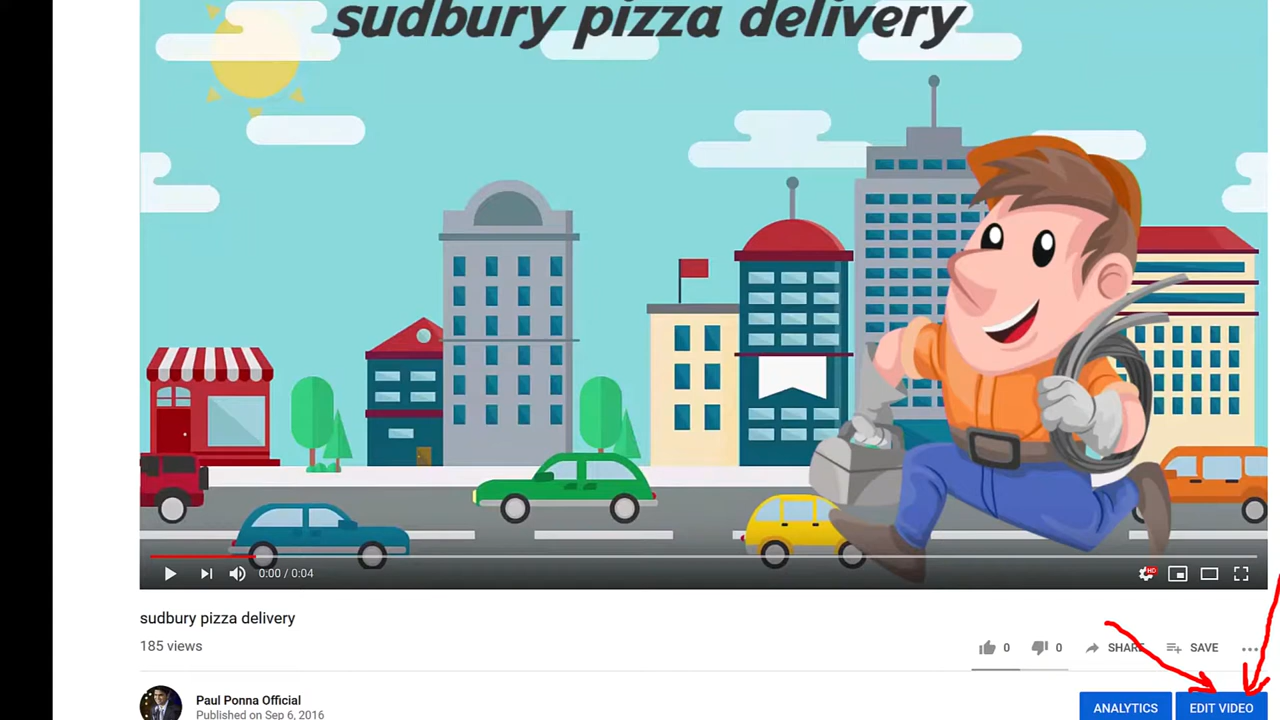 sudbury pizza delivery
0:00 / 0:04
HD
sudbury pizza delivery
185 views
0
0
SHARE
SAVE
Paul Ponna Official
Published on Sep 6, 2016
ANALYTICS
EDIT VIDEO